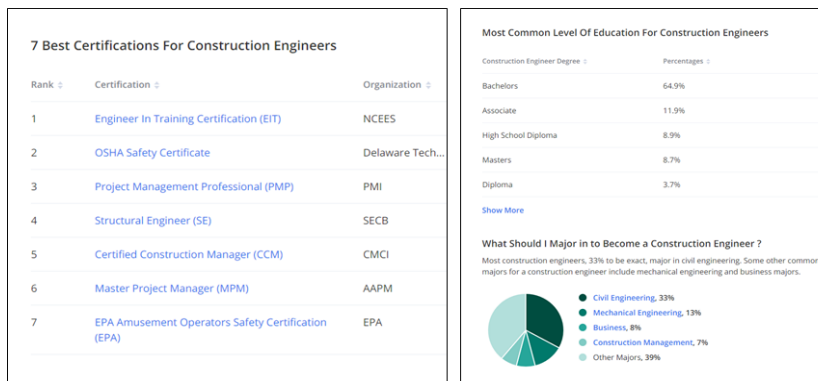 7 Best Certifications For Construction Engineers
Rank Certification Organization
1 Engineer In Training Certification (EIT) NCEES
2 OSHA Safety Certificate Delaware Tech...
3 Project Management Professional (PMP) PMI
4 Structural Engineer (SE) SECB
5 Certified Construction Manager (CCM) CMCI
6 Master Project Manager (MPM) AAPM
7 EPA Amusement Operators Safety Certification EPA
(EPA)
Most Common Level Of Education For Construction Engineers
Construction Engineer Degree Percentages
Bachelors 64.9%
Associate 11.9%
High School Diploma 8.9%
Masters 8.7%
Diploma 3.7%
Show More
What Should I Major in to Become a Construction Engineer ?
Most construction engineers, 33% to be exact, major in civil engineering. Some other common
majors for a construction engineer include mechanical engineering and business majors.
Civil Engineering, 33%
Mechanical Engineering, 13%
Business, 8%
Construction Management, 7%
Other Majors, 39%